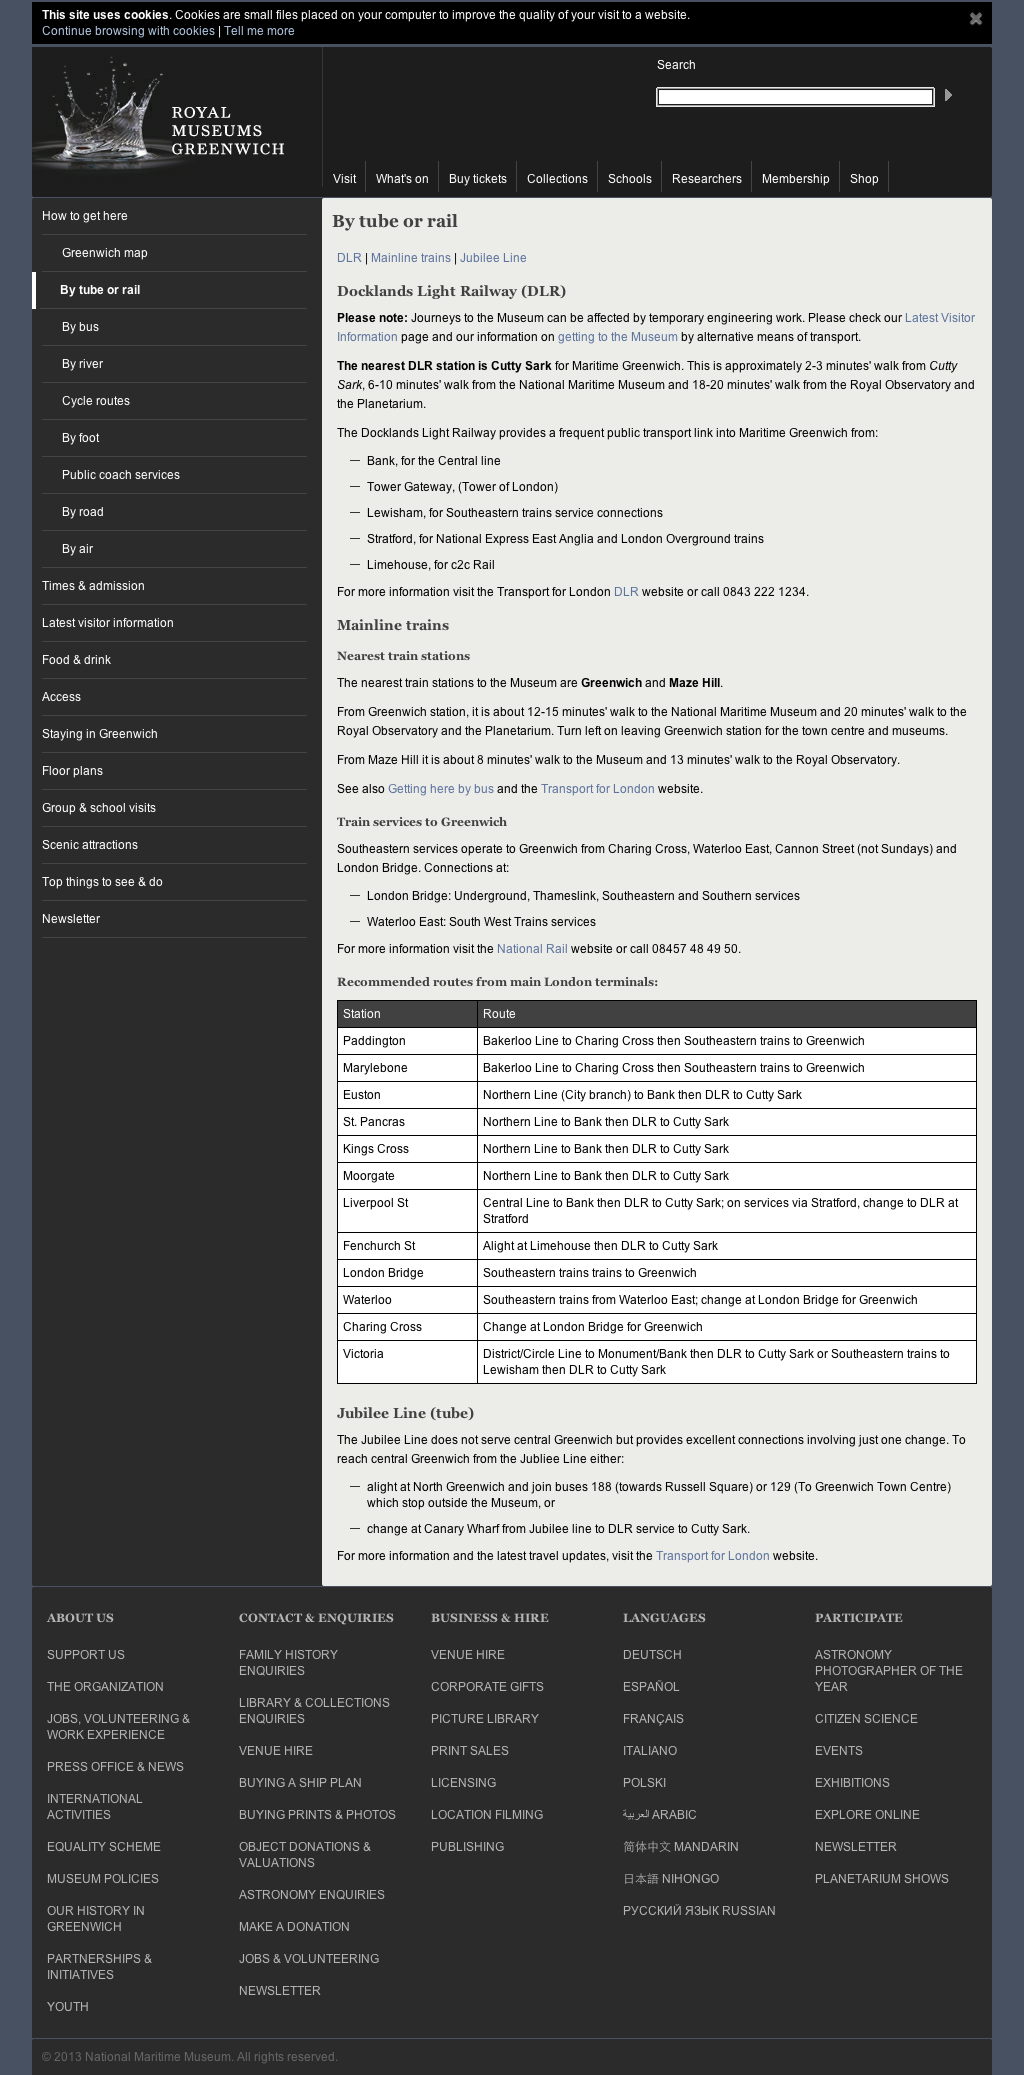 This site uses cookies. Cookies are small files placed on your computer to improve the quality of your visit to a website.
Continue browsing with cookies | Tell me more
Search
ROYAL
MUSEUMS
GREENWICH
Visit
What's on
Buy tickets
Collections
Schools
Researchers
Membership
Shop
How to get here
Greenwich map
By tube or rail
By bus
By river
Cycle routes
By foot
Public coach services
By road
By air
Times & admission
Latest visitor information
Food & drink
Access
Staying in Greenwich
Floor plans
Group & school visits
Scenic attractions
Top things to see & do
Newsletter
By tube or rail
DLR | Mainline trains | Jubilee Line
Docklands Light Railway (DLR)
Please note: Journeys to the Museum can be affected by temporary engineering work. Please check our Latest Visitor
Information page and our information on getting to the Museum by alternative means of transport.
The nearest DLR station is Cutty Sark for Maritime Greenwich. This is approximately 2-3 minutes' walk from Cutty
Sark, 6-10 minutes' walk from the National Maritime Museum and 18-20 minutes' walk from the Royal Observatory and
the Planetarium.
The Docklands Light Railway provides a frequent public transport link into Maritime Greenwich from:
— Bank, for the Central line
— Tower Gateway, (Tower of London)
— Lewisham, for Southeastern trains service connections
— Stratford, for National Express East Anglia and London Overground trains
— Limehouse, for c2c Rail
For more information visit the Transport for London DLR website or call 0843 222 1234.
Mainline trains
Nearest train stations
The nearest train stations to the Museum are Greenwich and Maze Hill.
From Greenwich station, it is about 12-15 minutes' walk to the National Maritime Museum and 20 minutes' walk to the
Royal Observatory and the Planetarium. Turn left on leaving Greenwich station for the town centre and museums.
From Maze Hill it is about 8 minutes' walk to the Museum and 13 minutes' walk to the Royal Observatory.
See also Getting here by bus and the Transport for London website.
Train services to Greenwich
Southeastern services operate to Greenwich from Charing Cross, Waterloo East, Cannon Street (not Sundays) and
London Bridge. Connections at:
— London Bridge: Underground, Thameslink, Southeastern and Southern services
— Waterloo East: South West Trains services
For more information visit the National Rail website or call 08457 48 49 50.
Recommended routes from main London terminals:
Station Route
Paddington Bakerloo Line to Charing Cross then Southeastern trains to Greenwich
Marylebone Bakerloo Line to Charing Cross then Southeastern trains to Greenwich
Euston Northern Line (City branch) to Bank then DLR to Cutty Sark
St. Pancras Northern Line to Bank then DLR to Cutty Sark
Kings Cross Northern Line to Bank then DLR to Cutty Sark
Moorgate Northern Line to Bank then DLR to Cutty Sark
Liverpool St Central Line to Bank then DLR to Cutty Sark; on services via Stratford, change to DLR at
Stratford
Fenchurch St Alight at Limehouse then DLR to Cutty Sark
London Bridge Southeastern trains trains to Greenwich
Waterloo Southeastern trains from Waterloo East; change at London Bridge for Greenwich
Charing Cross Change at London Bridge for Greenwich
Victoria District/Circle Line to Monument/Bank then DLR to Cutty Sark or Southeastern trains to
Lewisham then DLR to Cutty Sark
Jubilee Line (tube)
The Jubilee Line does not serve central Greenwich but provides excellent connections involving just one change. To
reach central Greenwich from the Jubliee Line either:
— alight at North Greenwich and join buses 188 (towards Russell Square) or 129 (To Greenwich Town Centre)
which stop outside the Museum, or
— change at Canary Wharf from Jubilee line to DLR service to Cutty Sark.
For more information and the latest travel updates, visit the Transport for London website.
ABOUT US
SUPPORT US
THE ORGANIZATION
JOBS, VOLUNTEERING &
WORK EXPERIENCE
PRESS OFFICE & NEWS
INTERNATIONAL
ACTIVITIES
EQUALITY SCHEME
MUSEUM POLICIES
OUR HISTORY IN
GREENWICH
PARTNERSHIPS &
INITIATIVES
YOUTH
CONTACT & ENQUIRIES
FAMILY HISTORY
ENQUIRIES
LIBRARY & COLLECTIONS
ENQUIRIES
VENUE HIRE
BUYING A SHIP PLAN
BUYING PRINTS & PHOTOS
OBJECT DONATIONS &
VALUATIONS
ASTRONOMY ENQUIRIES
MAKE A DONATION
JOBS & VOLUNTEERING
NEWSLETTER
BUSINESS & HIRE
VENUE HIRE
CORPORATE GIFTS
PICTURE LIBRARY
PRINT SALES
LICENSING
LOCATION FILMING
PUBLISHING
LANGUAGES
DEUTSCH
ESPAÑOL
FRANÇAIS
ITALIANO
POLSKI
العربية ARABIC
简体中文 MANDARIN
日本語 NIHONGO
РУССКИЙ ЯЗЫК RUSSIAN
PARTICIPATE
ASTRONOMY
PHOTOGRAPHER OF THE
YEAR
CITIZEN SCIENCE
EVENTS
EXHIBITIONS
EXPLORE ONLINE
NEWSLETTER
PLANETARIUM SHOWS
© 2013 National Maritime Museum. All rights reserved.